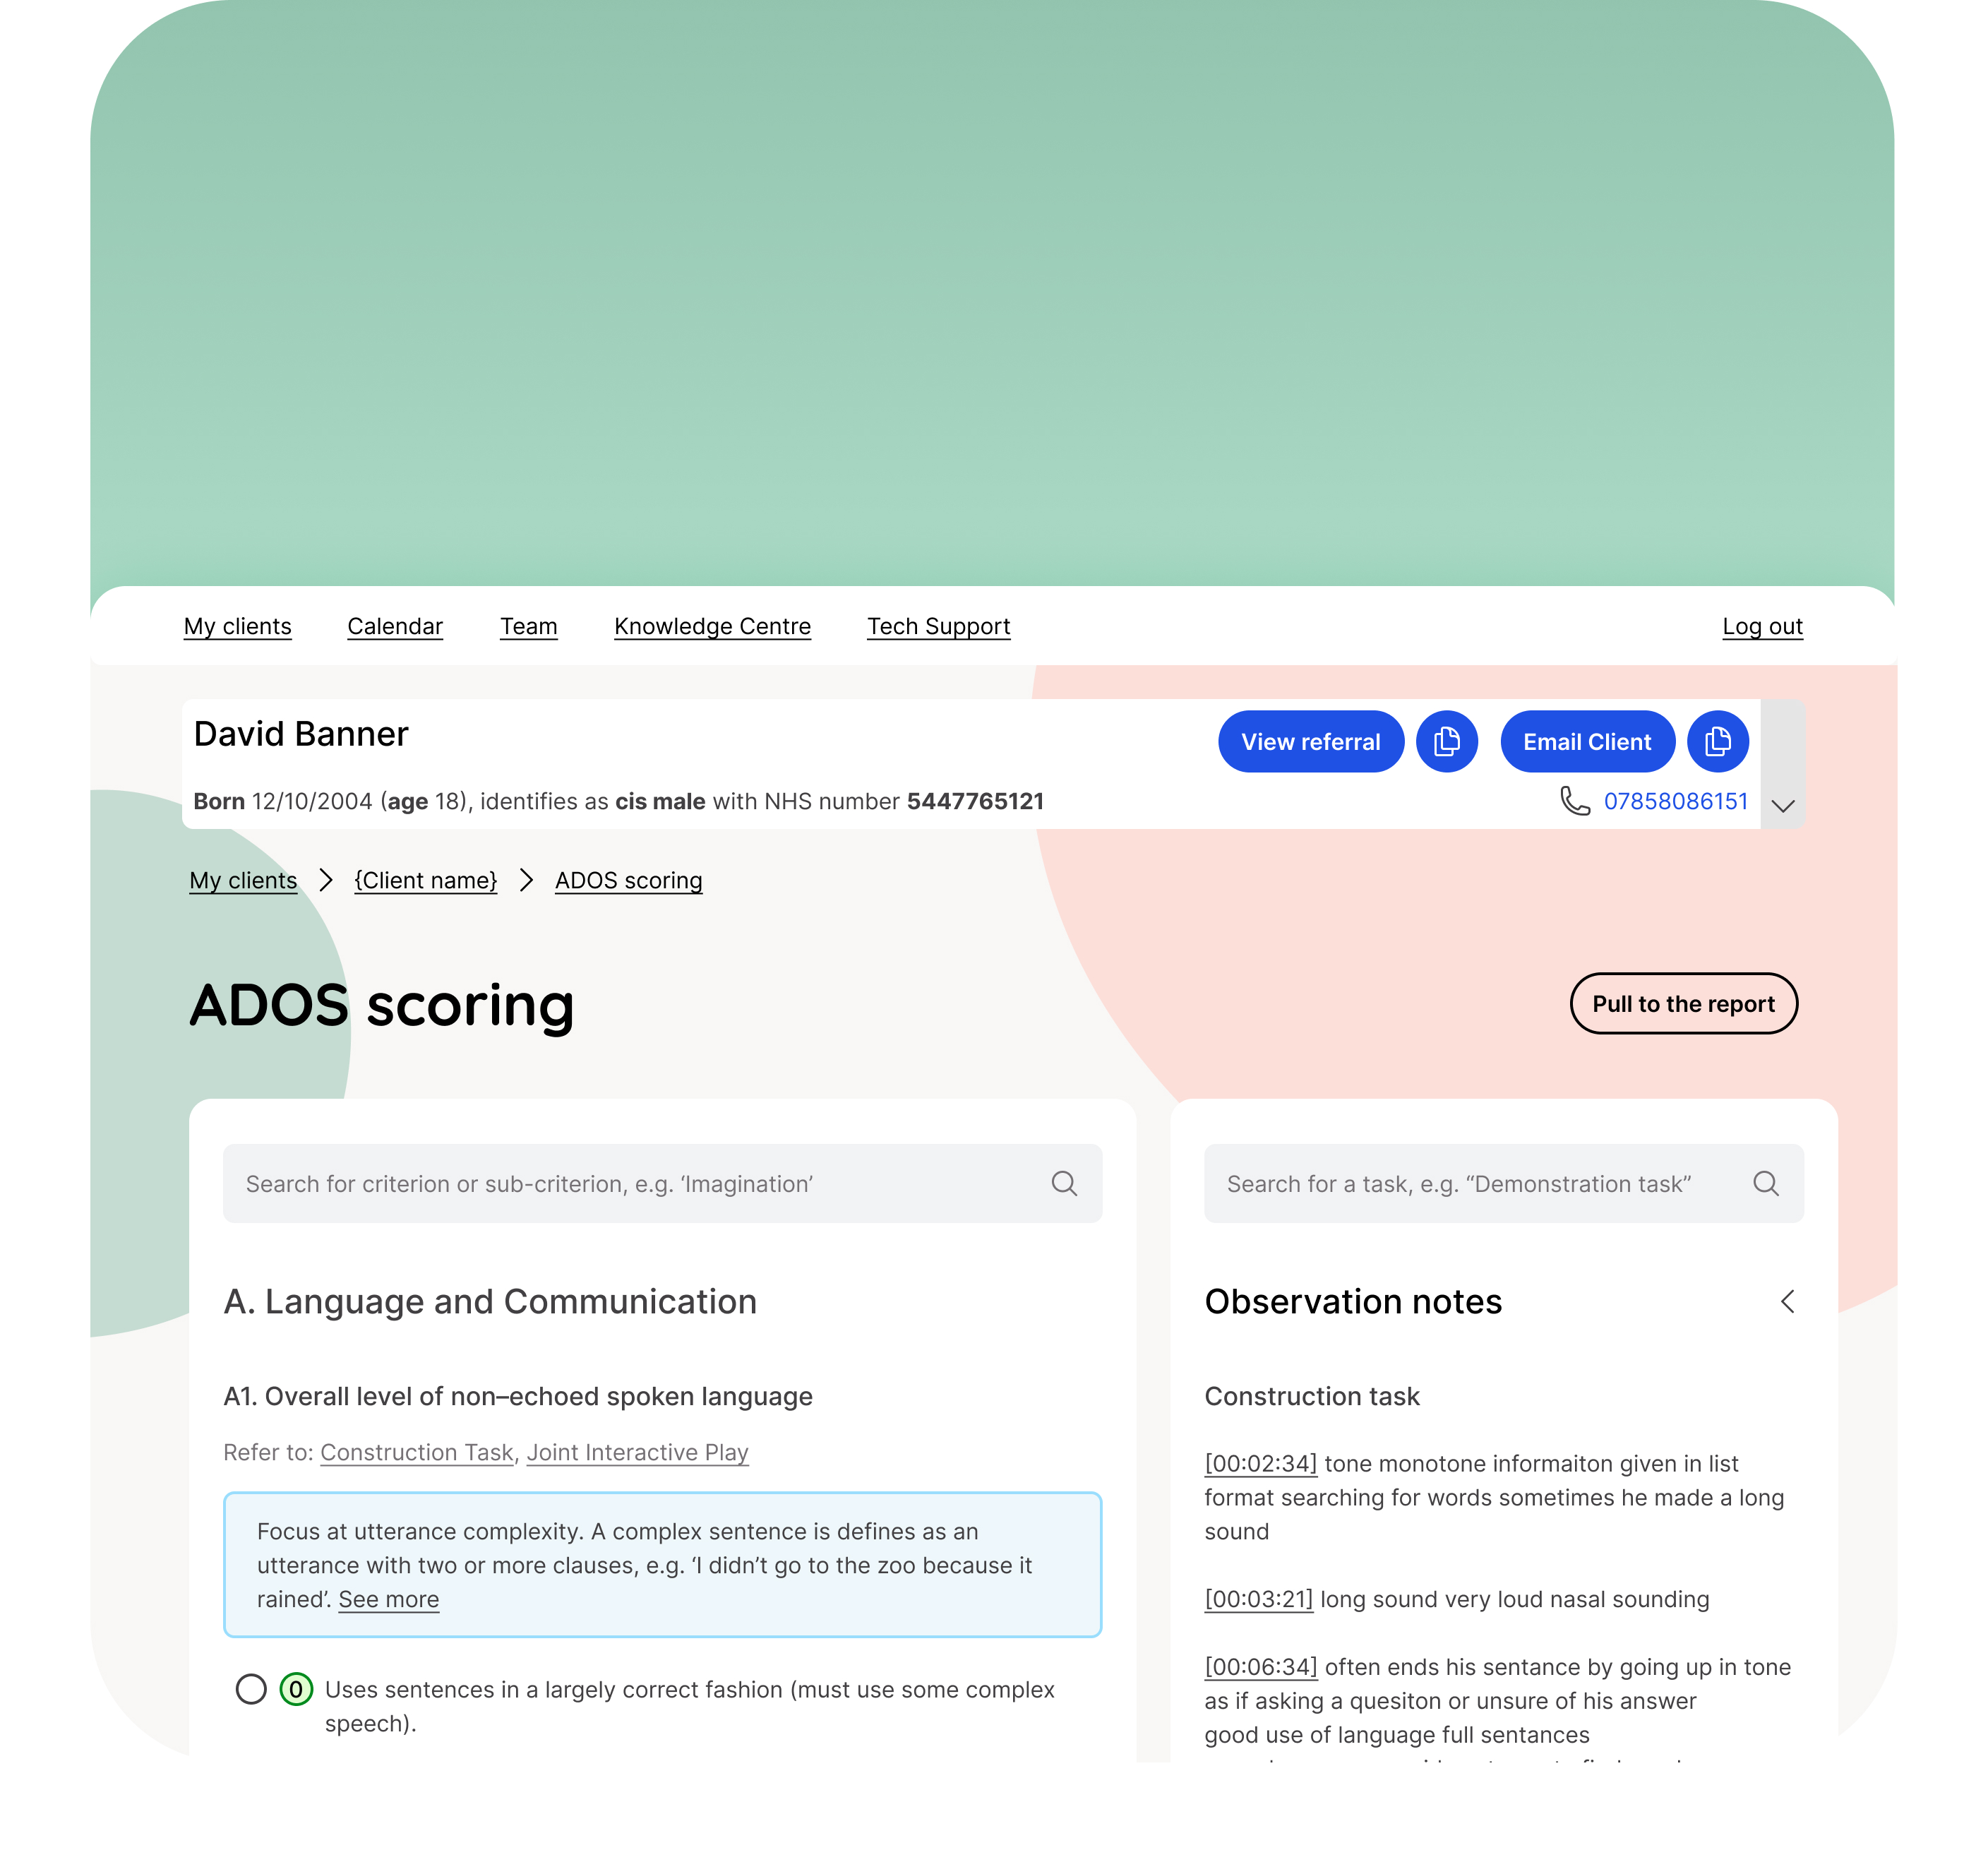 My clients Calendar Team Knowledge Centre Tech Support Log out
David Banner View referral Email Client
Born 12/10/2004 (age 18), identifies as cis male with NHS number 5447765121 07858086151
My clients {Client name} ADOS scoring
ADOS scoring Pull to the report
Search for criterion or sub-criterion, e.g. ‘Imagination’
A. Language and Communication
A1. Overall level of non–echoed spoken language
Refer to: Construction Task, Joint Interactive Play
Focus at utterance complexity. A complex sentence is defines as an
utterance with two or more clauses, e.g. ‘I didn’t go to the zoo because it
rained’. See more
0 Uses sentences in a largely correct fashion (must use some complex
speech).
Search for a task, e.g. “Demonstration task”
Observation notes
Construction task
[00:02:34] tone monotone informaiton given in list
format searching for words sometimes he made a long
sound
[00:03:21] long sound very loud nasal sounding
[00:06:34] often ends his sentance by going up in tone
as if asking a quesiton or unsure of his answer
good use of language full sentances